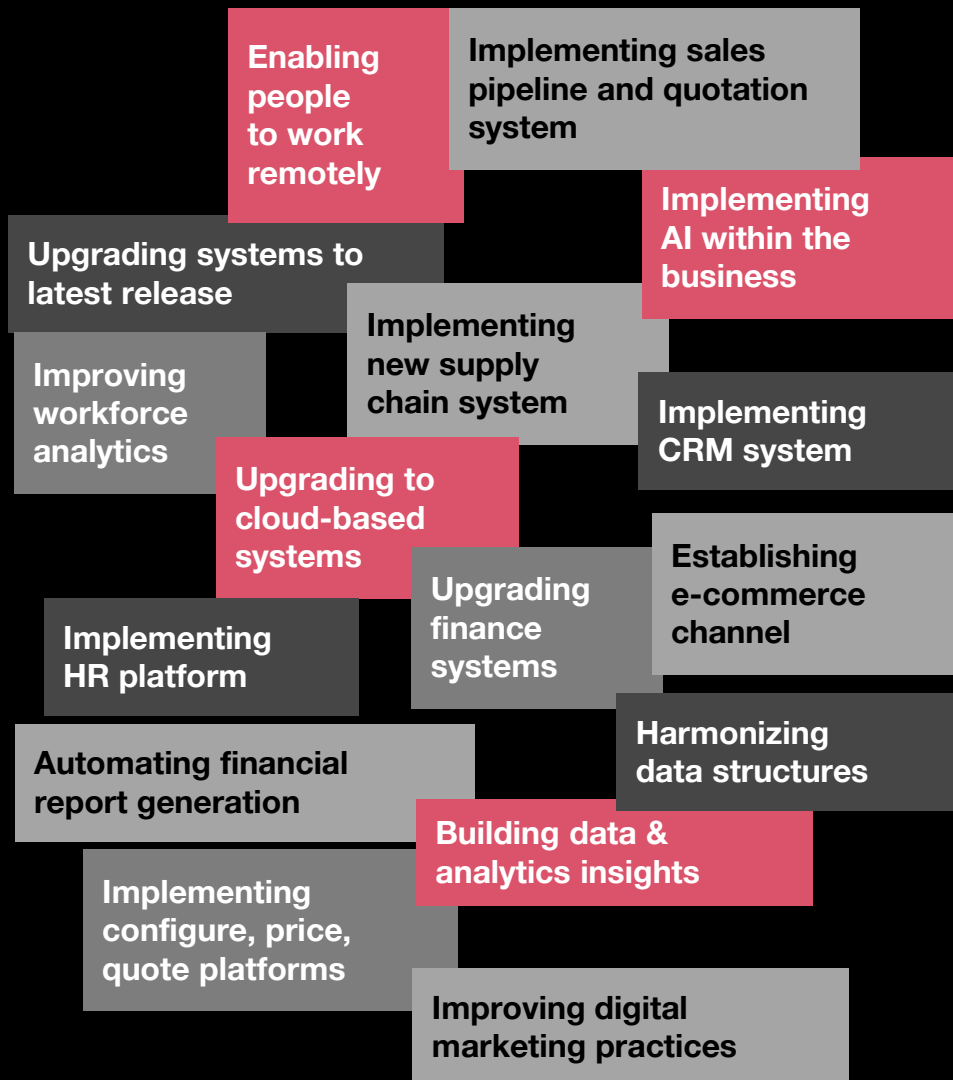 Enabling
people
to work
remotely
Implementing sales
pipeline and quotation
system
Implementing
AI within the
business
Upgrading systems to
latest release
Implementing
new supply
chain system
Improving
workforce
analytics
Implementing
CRM system
Upgrading to
cloud-based
systems
Establishing
e-commerce
channel
Upgrading
finance
systems
Implementing
HR platform
Harmonizing
data structures
Automating financial
report generation
Building data &
analytics insights
Implementing
configure, price,
quote platforms
Improving digital
marketing practices